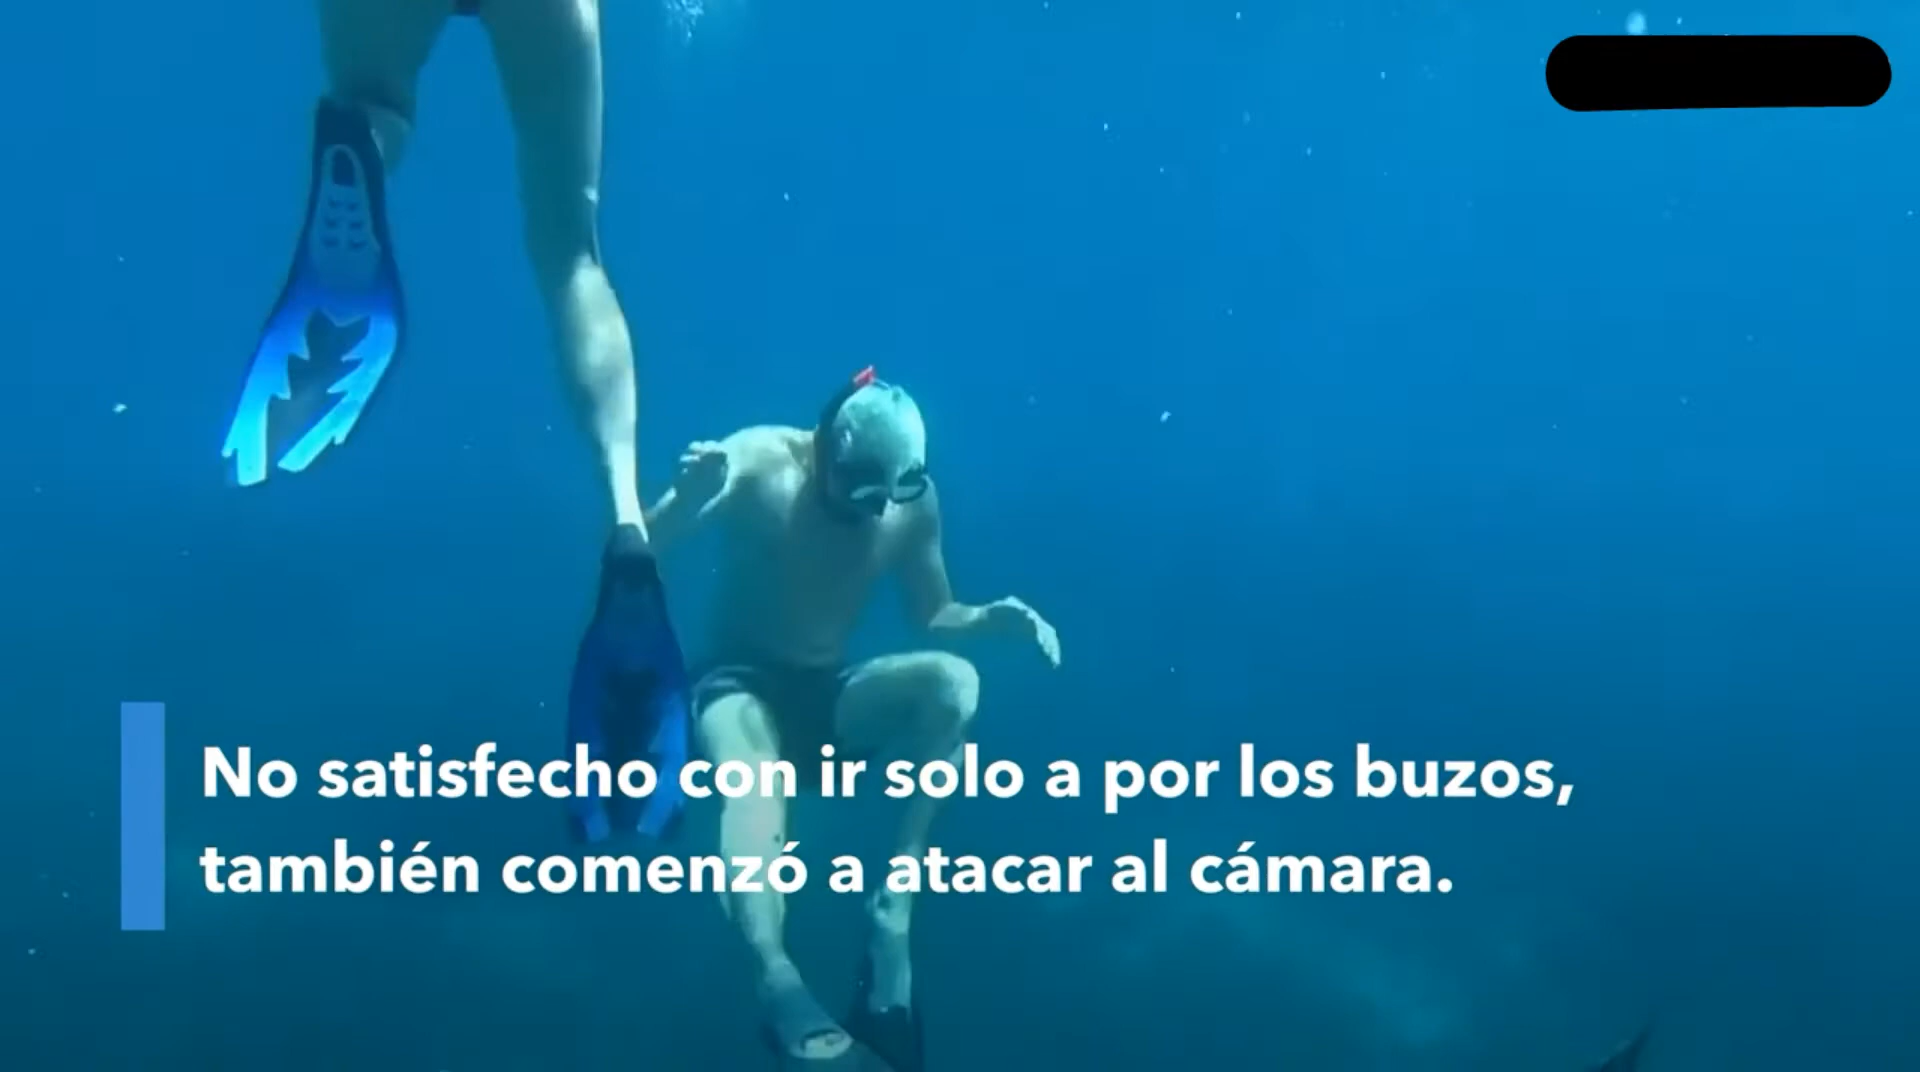 No satisfecho con ir solo a por los buzos,
también comenzó a atacar al cámara.